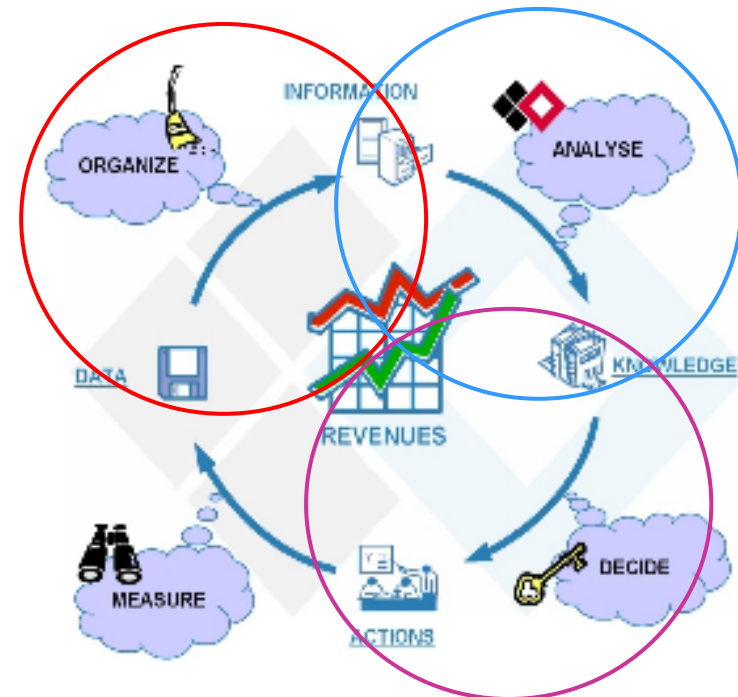 INFORMATION
ORGANIZE
ANALYSE
DATA
KNOWLEDGE
REVENUES
MEASURE
DECIDE
ACTIONS